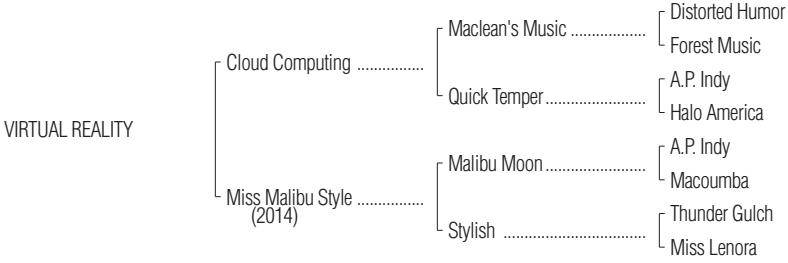 Distorted Humor
Maclean's Music ..................
Forest Music
Cloud Computing ................
A.P. Indy
Quick Temper........................
Halo America
VIRTUAL REALITY
A.P. Indy
Malibu Moon........................
Macoumba
Miss Malibu Style ................
(2014)
Thunder Gulch
Stylish ..................................
Miss Lenora